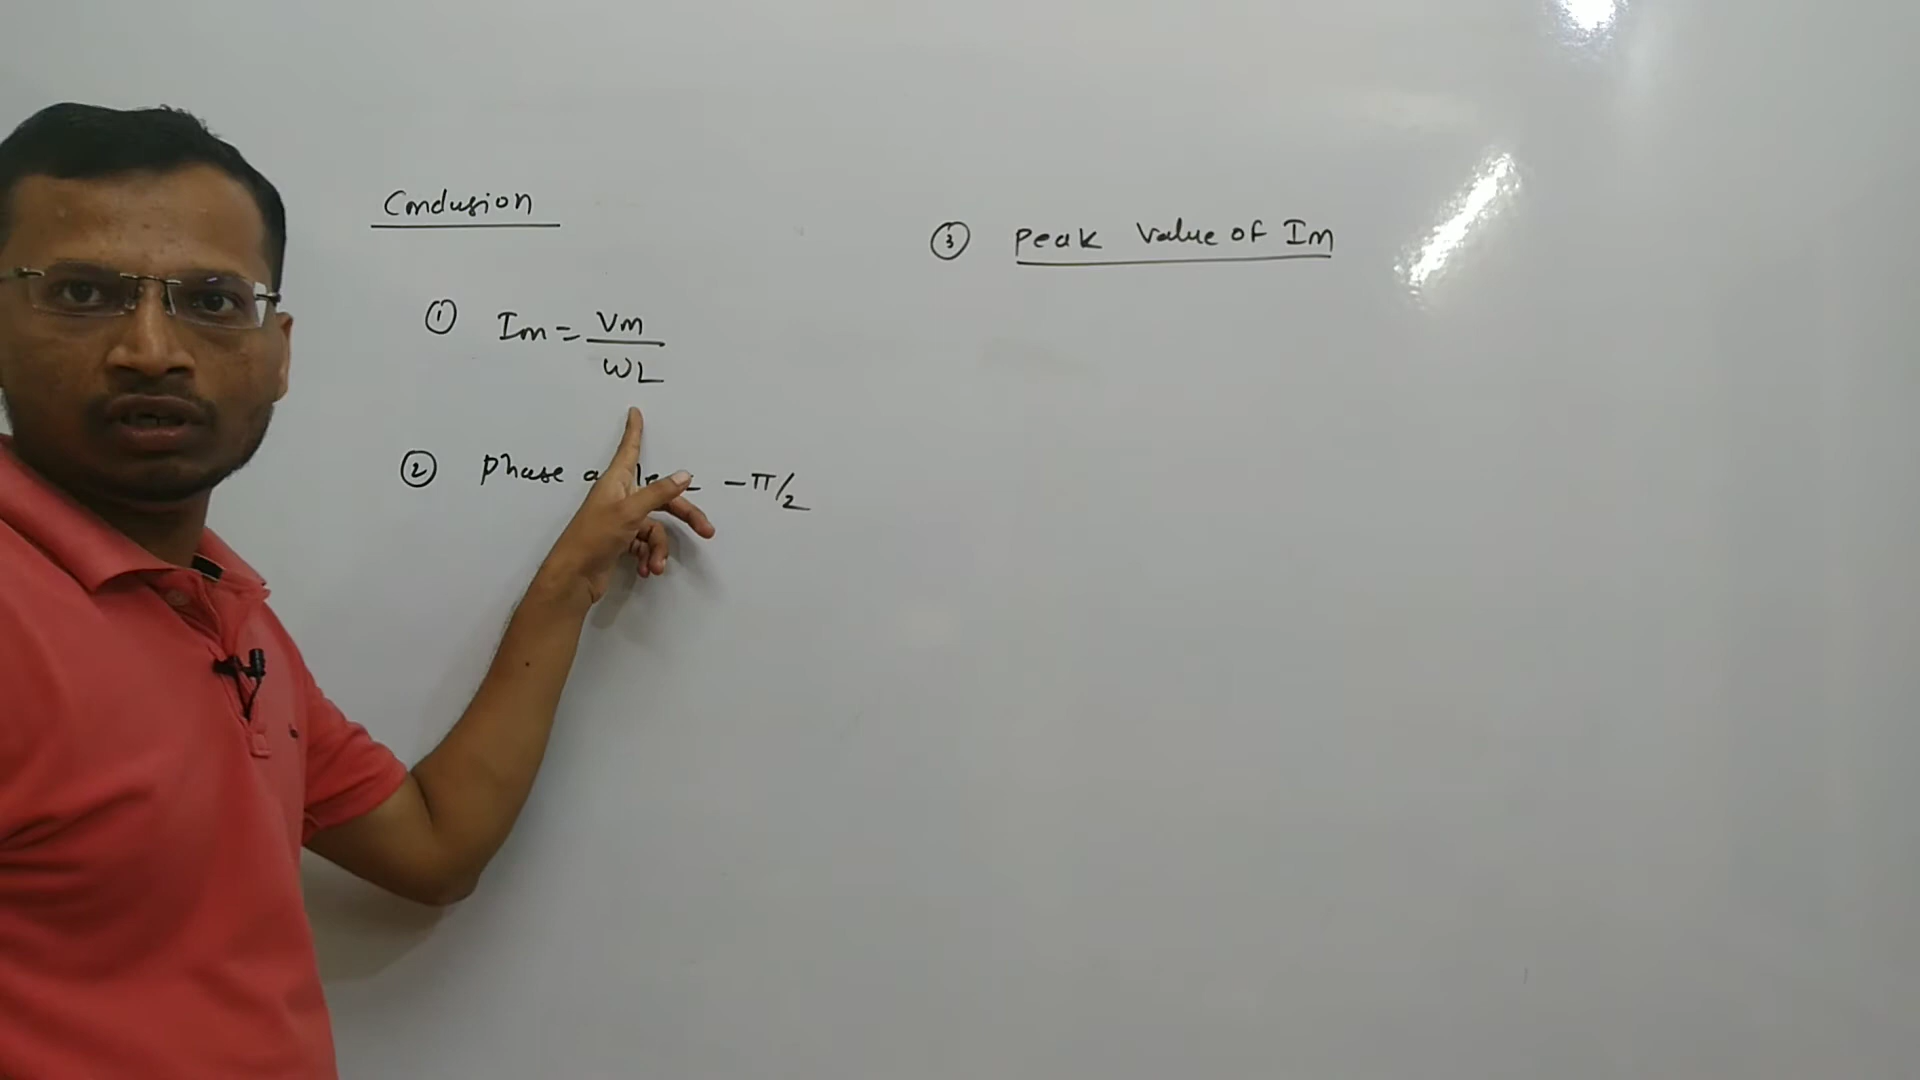 Conclusion
① Im = Vm / ωL
② Phase = -π/2
③ Peak Value of Im